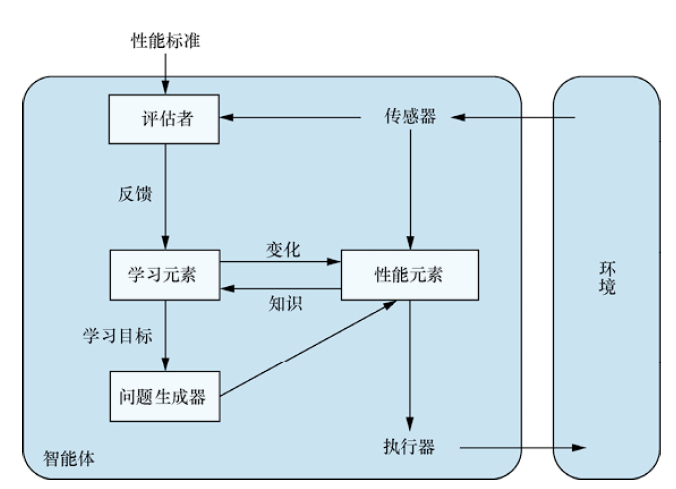 性能标准
评估者
传感器
反馈
变化
学习元素
性能元素
环境
知识
学习目标
问题生成器
执行器
智能体